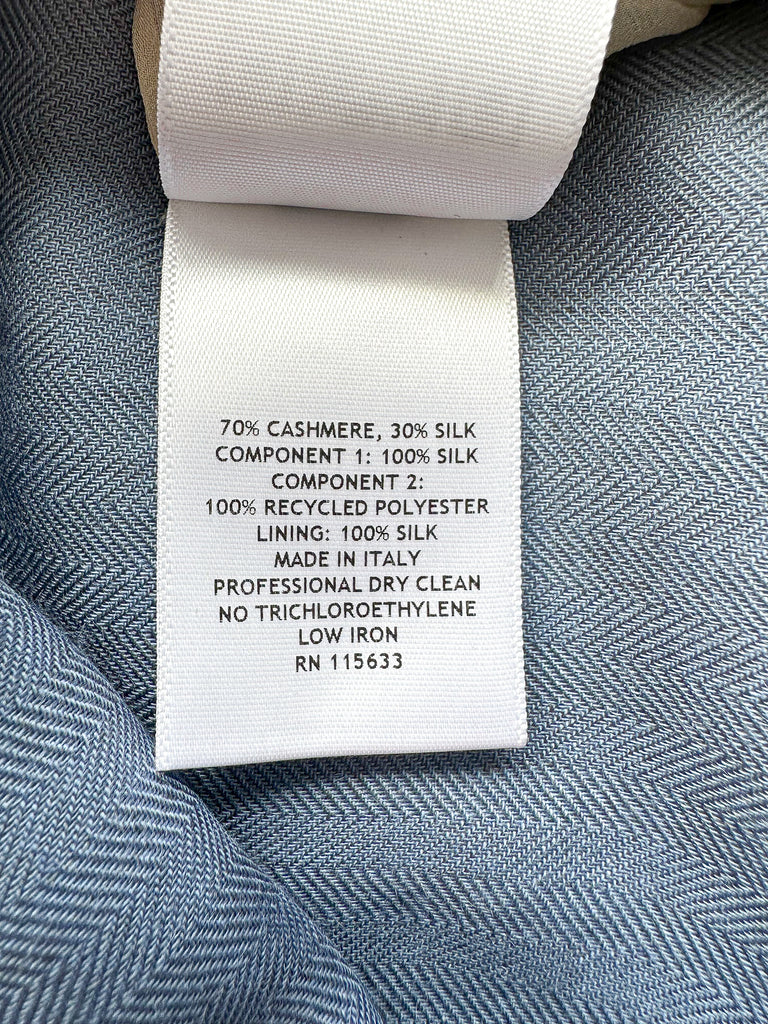 70% CASHMERE, 30% SILK
COMPONENT 1: 100% SILK
COMPONENT 2:
100% RECYCLED POLYESTER
LINING: 100% SILK
MADE IN ITALY
PROFESSIONAL DRY CLEAN
NO TRICHLOROETHYLENE
LOW IRON
RN 115633